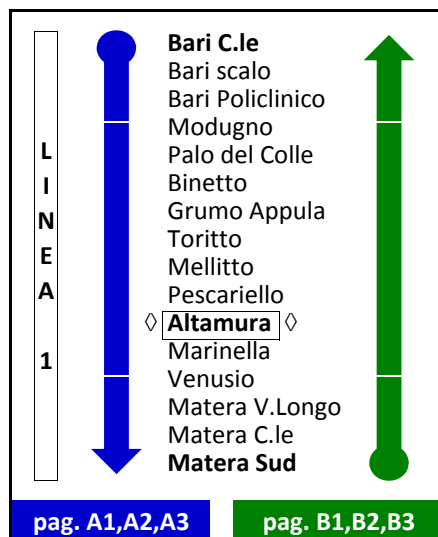 LINEA 1
Bari C.le
Bari scalo
Bari Policlinico
Modugno
Palo del Colle
Binetto
Grumo Appula
Toritto
Mellitto
Pescariello
◊ Altamura ◊
Marinella
Venusio
Matera V.Longo
Matera C.le
Matera Sud
pag. A1,A2,A3
pag. B1,B2,B3